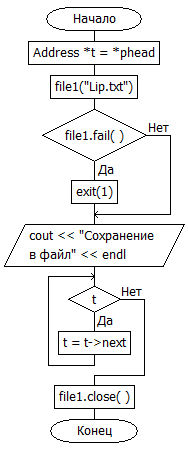 Начало
Address *t = *phead
file1("Lip.txt")
file1.fail( )
Нет
Да
exit(1)
cout << "Сохранение
в файл" << endl
Нет
t
Да
t = t->next
file1.close( )
Конец